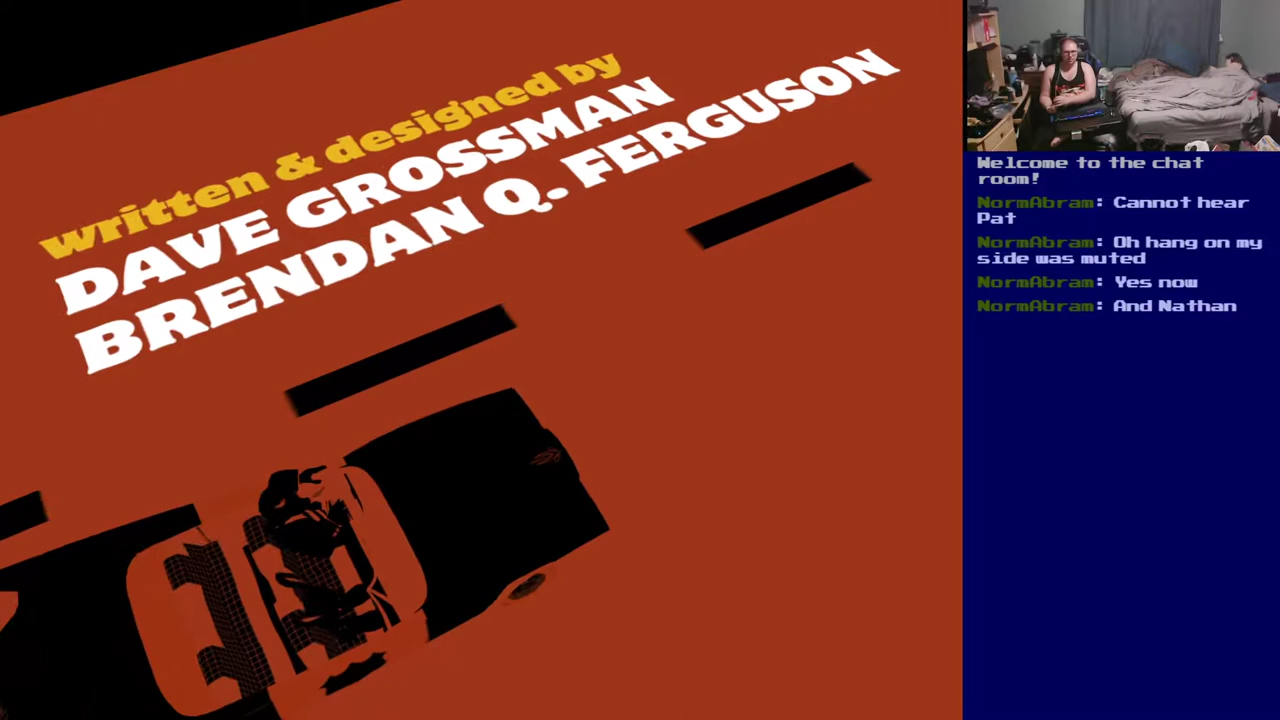 written & designed by
DAVE GROSSMAN
BRENDAN Q. FERGUSON
Welcome to the chat
room!
NormAbram: Cannot hear
Pat
NormAbram: Oh hang on my
side was muted
NormAbram: Yes now
NormAbram: And Nathan